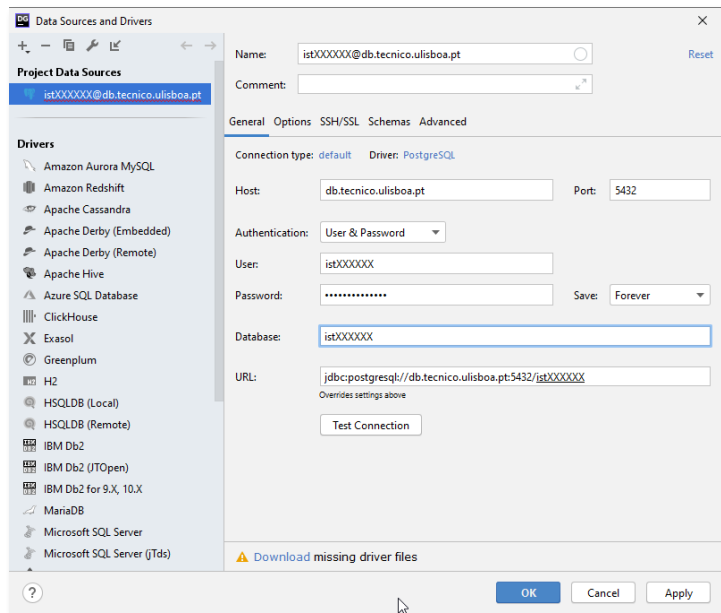 DG Data Sources and Drivers
Project Data Sources
istXXXXXX@db.tecnico.ulisboa.pt
Drivers
Amazon Aurora MySQL
Amazon Redshift
Apache Cassandra
Apache Derby (Embedded)
Apache Derby (Remote)
Apache Hive
Azure SQL Database
ClickHouse
Exasol
Greenplum
H2
HSQLDB (Local)
HSQLDB (Remote)
IBM Db2
IBM Db2 (JTOpen)
IBM Db2 for 9.X, 10.X
MariaDB
Microsoft SQL Server
Microsoft SQL Server (jTds)
Name: istXXXXXX@db.tecnico.ulisboa.pt Reset
Comment:
General Options SSH/SSL Schemas Advanced
Connection type: default Driver: PostgreSQL
Host: db.tecnico.ulisboa.pt Port: 5432
Authentication: User & Password
User: istXXXXXX
Password: •••••••••••••• Save: Forever
Database: istXXXXXX
URL: jdbc:postgresql://db.tecnico.ulisboa.pt:5432/istXXXXXX
Overrides settings above
Test Connection
Download missing driver files
? OK Cancel Apply